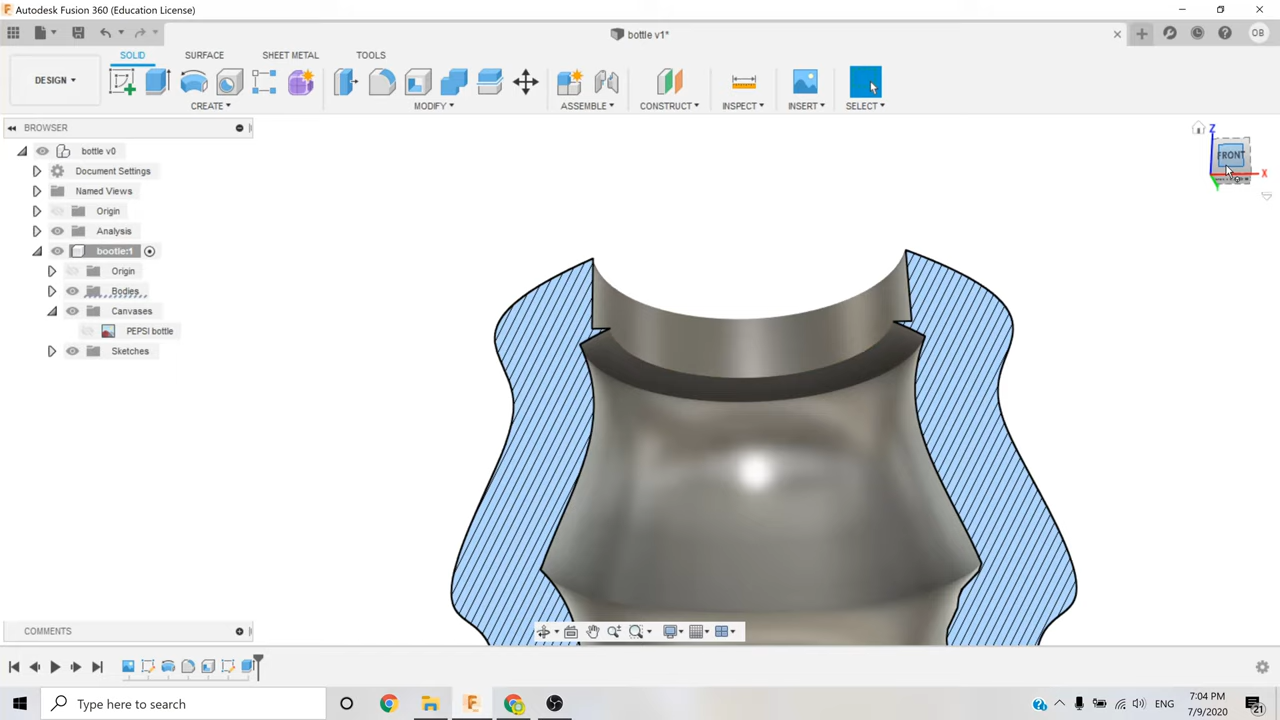 Autodesk Fusion 360 (Education License)
bottle v1*
OB
SOLID SURFACE SHEET METAL TOOLS
DESIGN
CREATE MODIFY ASSEMBLE CONSTRUCT INSPECT INSERT SELECT
BROWSER
bottle v0
Document Settings
Named Views
Origin
Analysis
bootle:1
Origin
Bodies
Canvases
PEPSI bottle
Sketches
Z
FRONT
X
COMMENTS
Type here to search
ENG
7:04 PM
7/9/2020
21